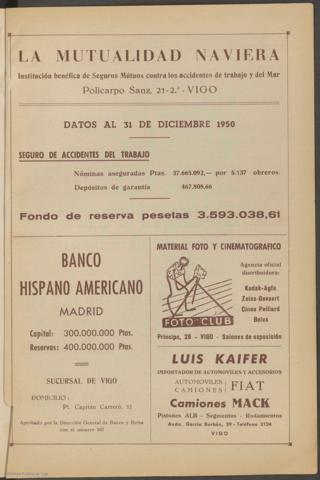 LA MUTUALIDAD NAVIERA
Institución benéfica de Seguros Mútuos contra los accidentes de trabajo y del Mar
Policarpo Sanz, 21-2.° - VIGO
DATOS AL 31 DE DICIEMBRE 1950
SEGURO DE ACCIDENTES DEL TRABAJO
Nóminas aseguradas Ptas. 37.665.092,— por 5.137 obreros.
Depósitos de garantía 467.808,66
Fondo de reserva pesetas 3.593.038,61
BANCO
HISPANO AMERICANO
MADRID
Capital: 300.000.000 Ptas.
Reservas: 400.000.000 Ptas.
SUCURSAL DE VIGO
DOMICILIO:
Pt. Capitán Carreró, 11
Aprobado por la Dirección General de Banca y Bolsa
con el número 907
MATERIAL FOTO Y CINEMATOGRAFICO
Agencia oficial
distribuidora:
Kodak-Agfa
Zeiss-Gevaert
Cines Paillard
Bolex
FOTO CLUB
Príncipe, 28 - VIGO - Salones de exposición
LUIS KAIFER
IMPORTADOR DE AUTOMOVILES Y ACCESORIOS
AUTOMOVILES
CAMIONES
FIAT
Camiones MACK
Pistones ALB - Segmentos - Rodamientos
Avda. García Barbón, 29 - Teléfono 2124
VIGO